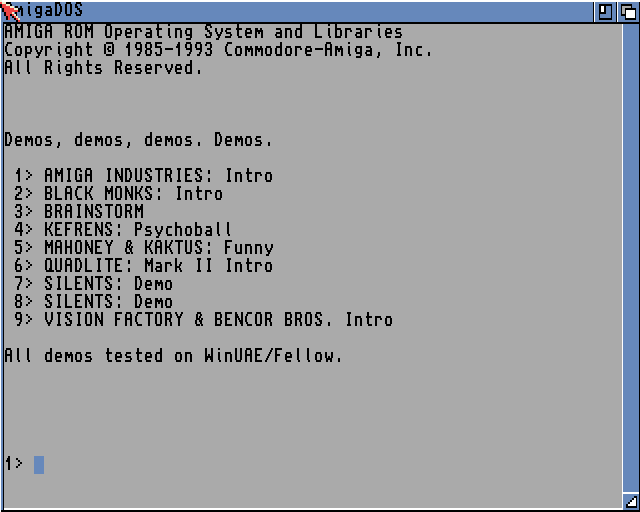 AmigaDOS
AMIGA ROM Operating System and Libraries
Copyright © 1985-1993 Commodore-Amiga, Inc.
All Rights Reserved.
Demos, demos, demos. Demos.
1> AMIGA INDUSTRIES: Intro
2> BLACK MONKS: Intro
3> BRAINSTORM
4> KEFRENS: Psychoball
5> MAHONEY & KAKTUS: Funny
6> QUADLITE: Mark II Intro
7> SILENTS: Demo
8> SILENTS: Demo
9> VISION FACTORY & BENCOR BROS. Intro
All demos tested on WinUAE/Fellow.
1>